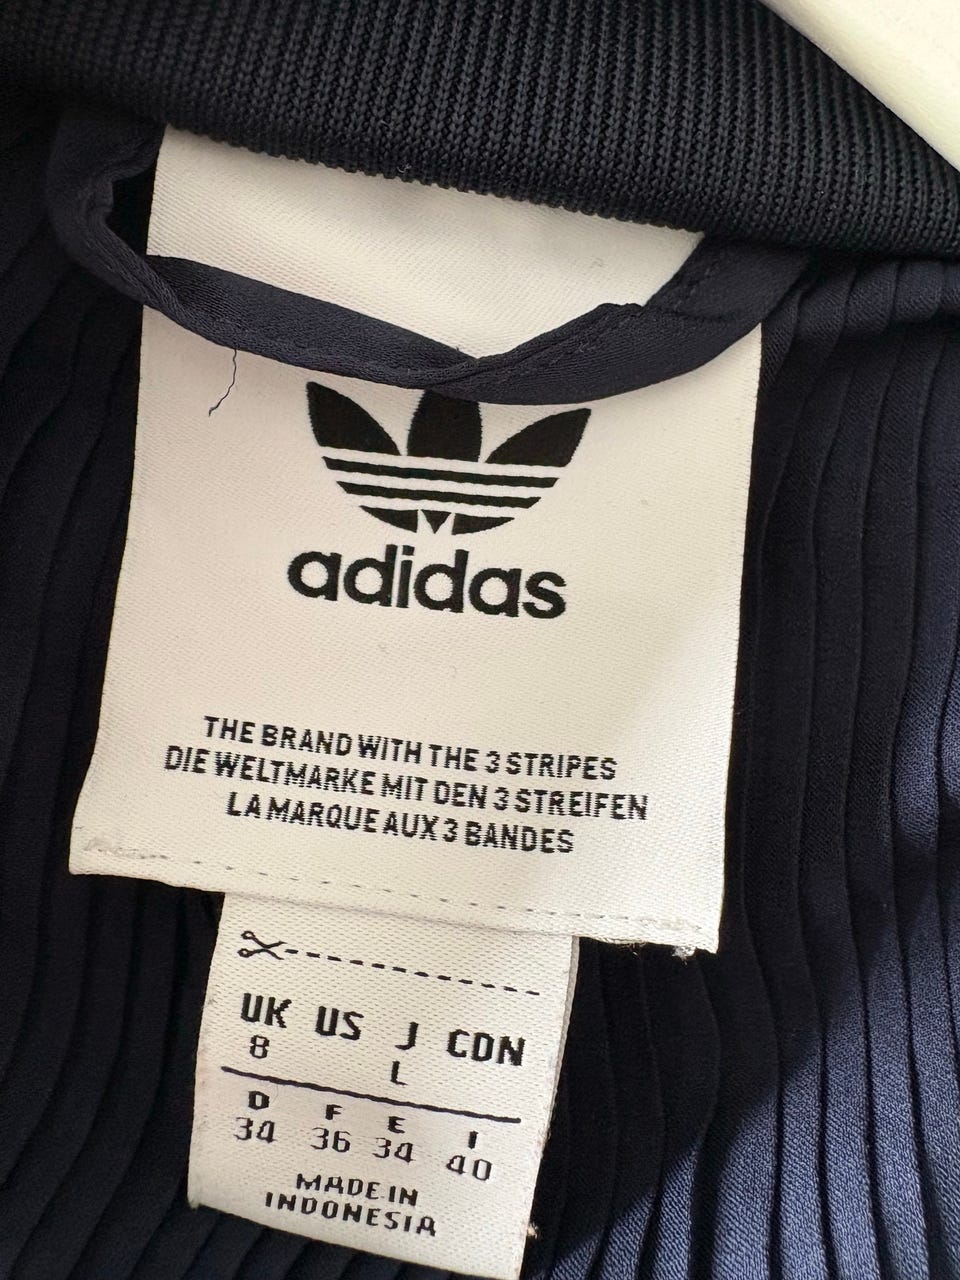 adidas
THE BRAND WITH THE 3 STRIPES
DIE WELTMARKE MIT DEN 3 STREIFEN
LA MARQUE AUX 3 BANDES
UK US J CDN
8 L
D F E I
34 36 34 40
MADE IN
INDONESIA